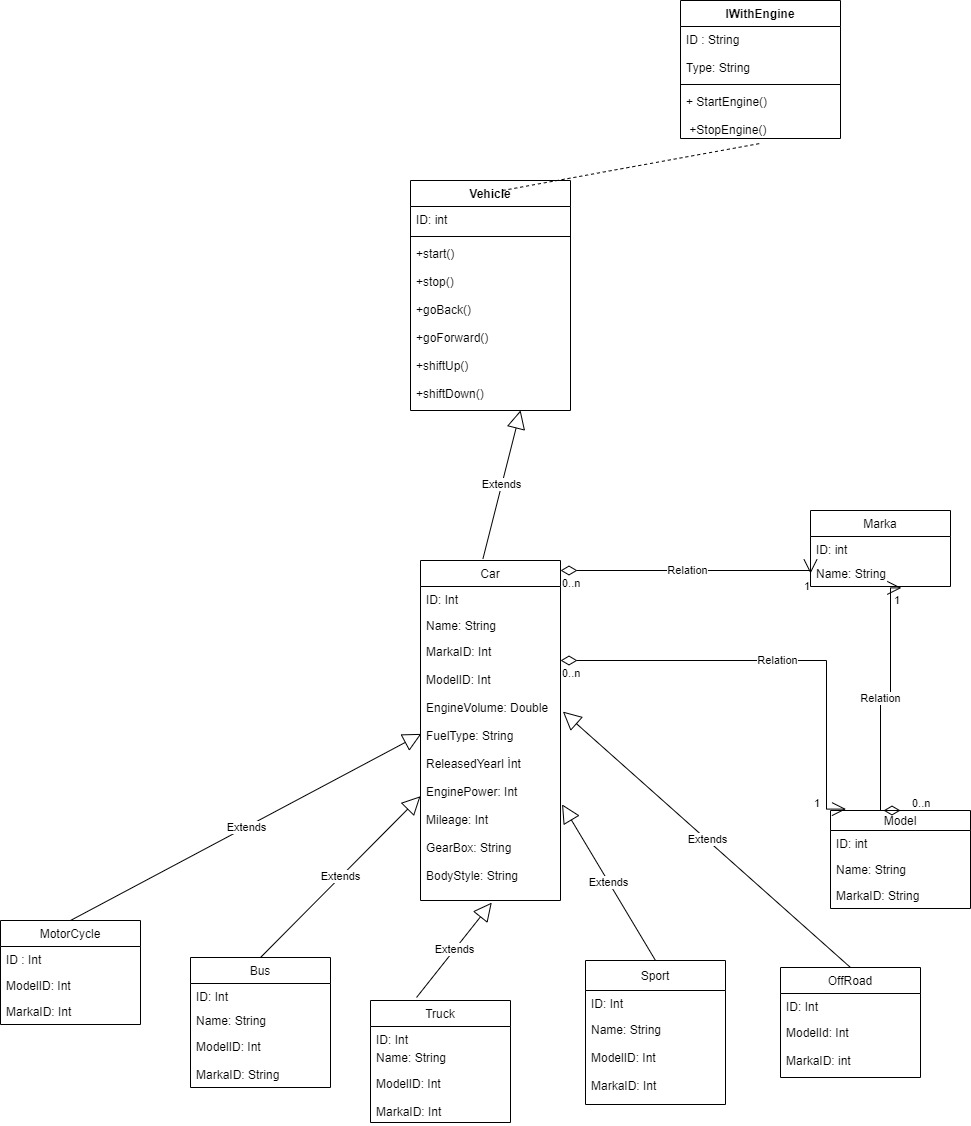 IWithEngine
ID : String
Type: String
+ StartEngine()
+StopEngine()
Vehicle
ID: int
+start()
+stop()
+goBack()
+goForward()
+shiftUp()
+shiftDown()
Extends
Car
ID: Int
Name: String
MarkaID: Int
ModelID: Int
EngineVolume: Double
FuelType: String
ReleasedYearI İnt
EnginePower: Int
Mileage: Int
GearBox: String
BodyStyle: String
Relation
0..n
1
Marka
ID: int
Name: String
Relation
0..n
1
Relation
1
0..n
Model
ID: int
Name: String
MarkaID: String
Extends
Extends
Extends
Extends
Extends
MotorCycle
ID : Int
ModelID: Int
MarkaID: Int
Bus
ID: Int
Name: String
ModelID: Int
MarkaID: String
Truck
ID: Int
Name: String
ModelID: Int
MarkaID: Int
Sport
ID: Int
Name: String
ModelID: Int
MarkaID: Int
OffRoad
ID: Int
ModelId: Int
MarkaID: int